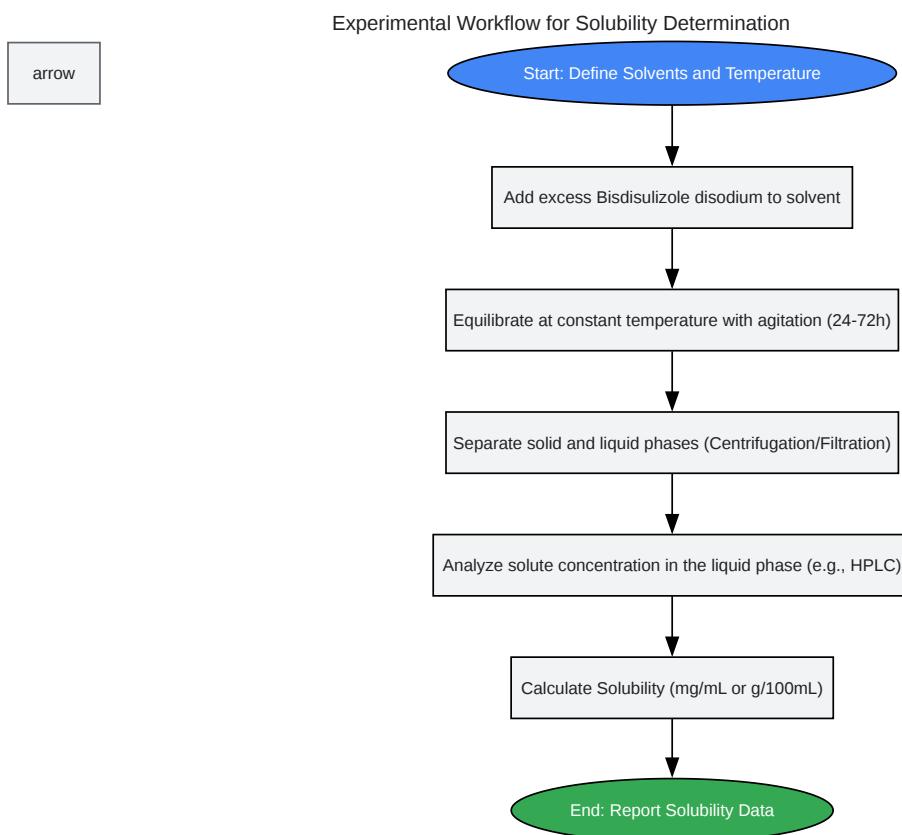 Experimental Workflow for Solubility Determination
arrow
Start: Define Solvents and Temperature
Add excess Bisdisulizole disodium to solvent
Equilibrate at constant temperature with agitation (24-72h)
Separate solid and liquid phases (Centrifugation/Filtration)
Analyze solute concentration in the liquid phase (e.g., HPLC)
Calculate Solubility (mg/mL or g/100mL)
End: Report Solubility Data